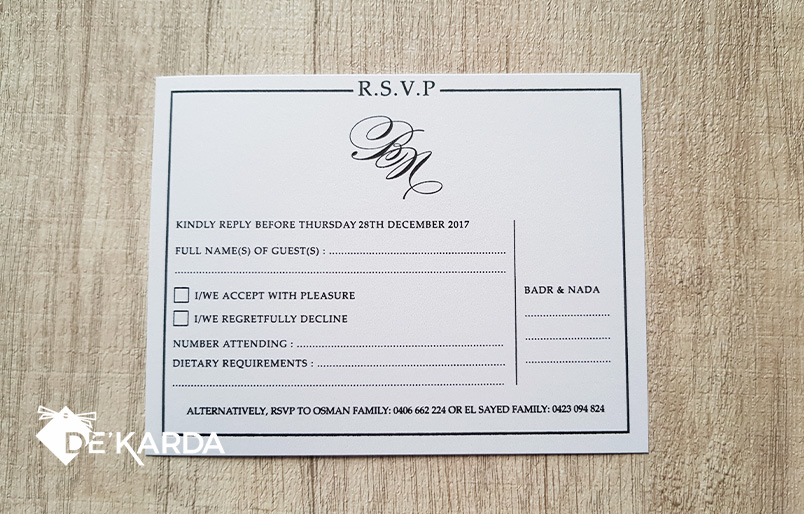 R.S.V.P
BN
KINDLY REPLY BEFORE THURSDAY 28TH DECEMBER 2017
FULL NAME(S) OF GUEST(S) :
I/WE ACCEPT WITH PLEASURE
I/WE REGRETFULLY DECLINE
NUMBER ATTENDING :
DIETARY REQUIREMENTS :
BADR & NADA
ALTERNATIVELY, RSVP TO OSMAN FAMILY: 0406 662 224 OR EL SAYED FAMILY: 0423 094 824
DE'KARDA